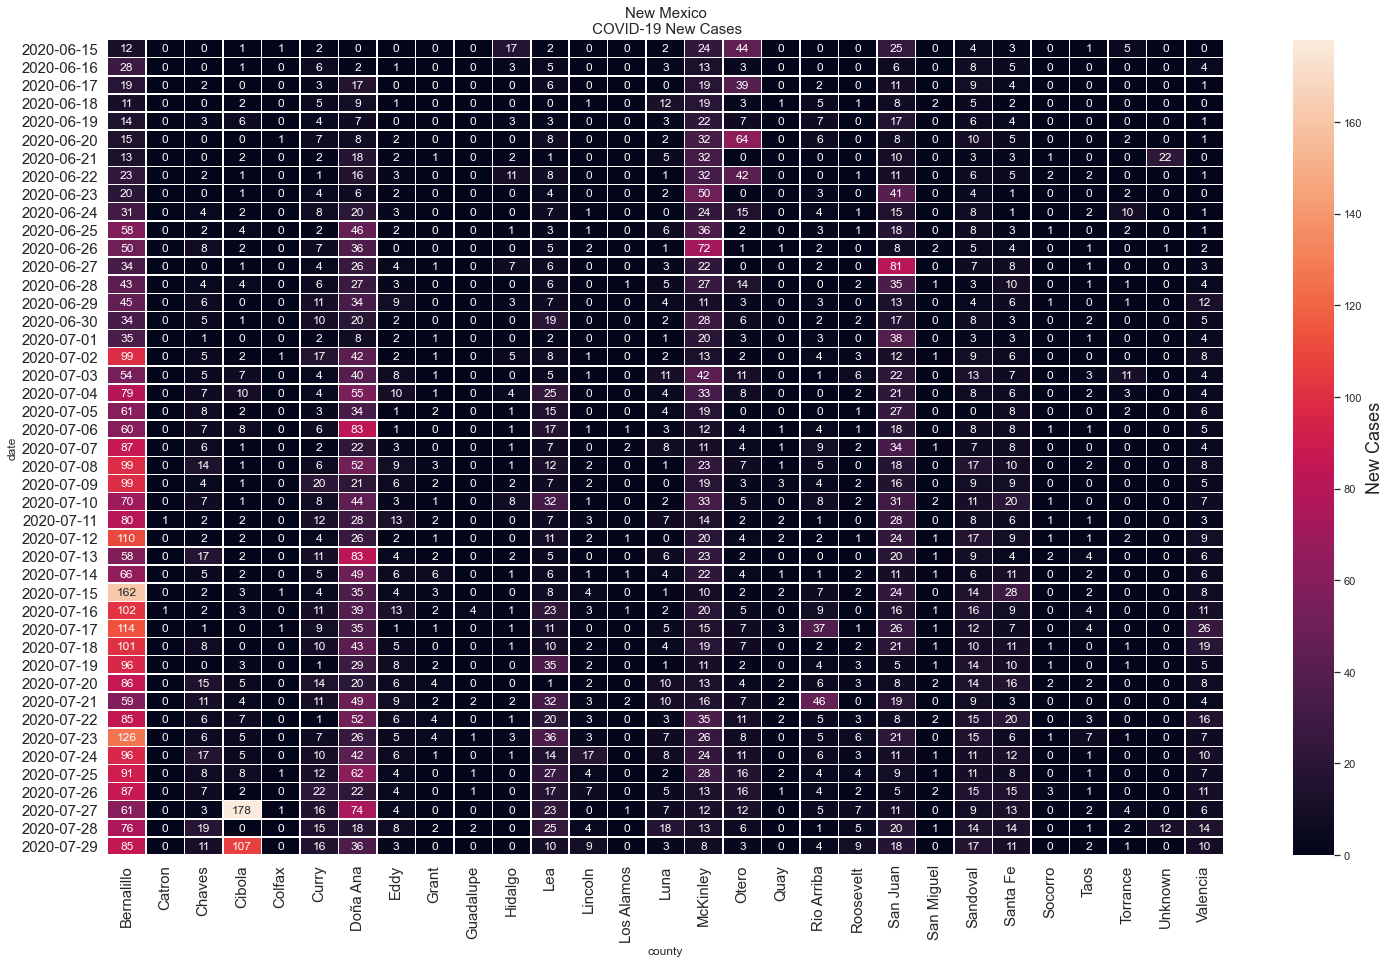 New Mexico
COVID-19 New Cases
2020-06-15 12 0 0 1 1 2 0 0 0 0 17 2 0 0 2 24 44 0 0 0 25 0 4 3 0 1 5 0 0
2020-06-16 28 0 0 1 0 6 2 1 0 0 3 5 0 0 3 13 3 0 0 0 6 0 8 5 0 0 0 0 4
2020-06-17 19 0 2 0 0 3 17 0 0 0 0 6 0 0 0 19 39 0 2 0 11 0 9 4 0 0 0 0 1
2020-06-18 11 0 0 2 0 5 9 1 0 0 0 0 1 0 12 19 3 1 5 1 8 2 5 2 0 0 0 0 0
2020-06-19 14 0 3 6 0 4 7 0 0 0 3 3 0 0 3 22 7 0 7 0 17 0 6 4 0 0 0 0 1
2020-06-20 15 0 0 0 1 7 8 2 0 0 0 8 0 0 2 32 64 0 6 0 8 0 10 5 0 0 2 0 1
2020-06-21 13 0 0 2 0 2 18 2 1 0 2 1 0 0 5 32 0 0 0 0 10 0 3 3 1 0 0 22 0
2020-06-22 23 0 2 1 0 1 16 3 0 0 11 8 0 0 1 32 42 0 0 1 11 0 6 5 2 2 0 0 1
2020-06-23 20 0 0 1 0 4 6 2 0 0 0 4 0 0 2 50 0 0 3 0 41 0 4 1 0 0 2 0 0
2020-06-24 31 0 4 2 0 8 20 3 0 0 0 7 1 0 0 24 15 0 4 1 15 0 8 1 0 2 10 0 1
2020-06-25 58 0 2 4 0 2 46 2 0 0 1 3 1 0 6 36 2 0 3 1 18 0 8 3 1 0 2 0 1
2020-06-26 50 0 8 2 0 7 36 0 0 0 0 5 2 0 1 72 1 1 2 0 8 2 5 4 0 1 0 1 2
2020-06-27 34 0 0 1 0 4 26 4 1 0 7 6 0 0 3 22 0 0 2 0 81 0 7 8 0 1 0 0 3
2020-06-28 43 0 4 4 0 6 27 3 0 0 0 6 0 1 5 27 14 0 0 2 35 1 3 10 0 1 1 0 4
2020-06-29 45 0 6 0 0 11 34 9 0 0 3 7 0 0 4 11 3 0 3 0 13 0 4 6 1 0 1 0 12
2020-06-30 34 0 5 1 0 10 20 2 0 0 0 19 0 0 2 28 6 0 2 2 17 0 8 3 0 2 0 0 5
2020-07-01 35 0 1 0 0 2 8 2 1 0 0 2 0 0 1 20 3 0 3 0 38 0 3 3 0 1 0 0 4
2020-07-02 99 0 5 2 1 17 42 2 1 0 5 8 1 0 2 13 2 0 4 3 12 1 9 6 0 0 0 0 8
2020-07-03 54 0 5 7 0 4 40 8 1 0 0 5 1 0 11 42 11 0 1 6 22 0 13 7 0 3 11 0 4
2020-07-04 79 0 7 10 0 4 55 10 1 0 4 25 0 0 4 33 8 0 0 2 21 0 8 6 0 2 3 0 4
2020-07-05 61 0 8 2 0 3 34 1 2 0 1 15 0 0 4 19 0 0 0 1 27 0 0 8 0 0 2 0 6
2020-07-06 60 0 7 8 0 6 83 1 0 0 1 17 1 1 3 12 4 1 4 1 18 0 8 8 1 1 0 0 5
2020-07-07 87 0 6 1 0 2 22 3 0 0 1 7 0 2 8 11 4 1 9 2 34 1 7 8 0 0 0 0 4
2020-07-08 99 0 14 1 0 6 52 9 3 0 1 12 2 0 1 23 7 1 5 0 18 0 17 10 0 2 0 0 8
2020-07-09 99 0 4 1 0 20 21 6 2 0 2 7 2 0 0 19 3 3 4 2 16 0 9 9 0 0 0 0 5
2020-07-10 70 0 7 1 0 8 44 3 1 0 8 32 1 0 2 33 5 0 8 2 31 2 11 20 1 0 0 0 7
2020-07-11 80 1 2 2 0 12 28 13 2 0 0 7 3 0 7 14 2 2 1 0 28 0 8 6 1 1 0 0 3
2020-07-12 110 0 2 2 0 4 26 2 1 0 0 11 2 1 0 20 4 2 2 1 24 1 17 9 1 1 2 0 9
2020-07-13 58 0 17 2 0 11 83 4 2 0 2 5 0 0 6 23 2 0 0 0 20 1 9 4 2 4 0 0 6
2020-07-14 66 0 5 2 0 5 49 6 6 0 1 6 1 1 4 22 4 1 1 2 11 1 6 11 0 2 0 0 6
2020-07-15 162 0 2 3 1 4 35 4 3 0 0 8 4 0 1 10 2 2 7 2 24 0 14 28 0 2 0 0 8
2020-07-16 102 1 2 3 0 11 39 13 2 4 1 23 3 1 2 20 5 0 9 0 16 1 16 9 0 4 0 0 11
2020-07-17 114 0 1 0 1 9 35 1 1 0 1 11 0 0 5 15 7 3 37 1 26 1 12 7 0 4 0 0 26
2020-07-18 101 0 8 0 0 10 43 5 0 0 1 10 2 0 4 19 7 0 2 2 21 1 10 11 1 0 1 0 19
2020-07-19 96 0 0 3 0 1 29 8 2 0 0 35 2 0 1 11 2 0 4 3 5 1 14 10 1 0 1 0 5
2020-07-20 86 0 15 5 0 14 20 6 4 0 0 1 2 0 10 13 4 2 6 3 8 2 14 16 2 2 0 0 8
2020-07-21 59 0 11 4 0 11 49 9 2 2 2 32 3 2 10 16 7 2 46 0 19 0 9 3 0 0 0 0 4
2020-07-22 85 0 6 7 0 1 52 6 4 0 1 20 3 0 3 35 11 2 5 3 8 2 15 20 0 3 0 0 16
2020-07-23 126 0 6 5 0 7 26 5 4 1 3 36 3 0 7 26 8 0 5 6 21 0 15 6 1 7 1 0 7
2020-07-24 96 0 17 5 0 10 42 6 1 0 1 14 17 0 8 24 11 0 6 3 11 1 11 12 0 1 0 0 10
2020-07-25 91 0 8 8 1 12 62 4 0 1 0 27 4 0 2 28 16 2 4 4 9 1 11 8 0 1 0 0 7
2020-07-26 87 0 7 2 0 22 22 4 0 1 0 17 7 0 5 13 16 1 4 2 5 2 15 15 3 1 0 0 11
2020-07-27 61 0 3 178 1 16 74 4 0 0 0 23 0 1 7 12 12 0 5 7 11 0 9 13 0 2 4 0 6
2020-07-28 76 0 19 0 0 15 18 8 2 2 0 25 4 0 18 13 6 0 1 5 20 1 14 14 0 1 2 12 14
2020-07-29 85 0 11 107 0 16 36 3 0 0 0 10 9 0 3 8 3 0 4 9 18 0 17 11 0 2 1 0 10
date
Bernalillo Catron Chaves Cibola Colfax Curry Doña Ana Eddy Grant Guadalupe Hidalgo Lea Lincoln Los Alamos Luna McKinley Otero Quay Rio Arriba Roosevelt San Juan San Miguel Sandoval Santa Fe Socorro Taos Torrance Unknown Valencia
county
160
140
120
100
80
60
40
20
0
New Cases